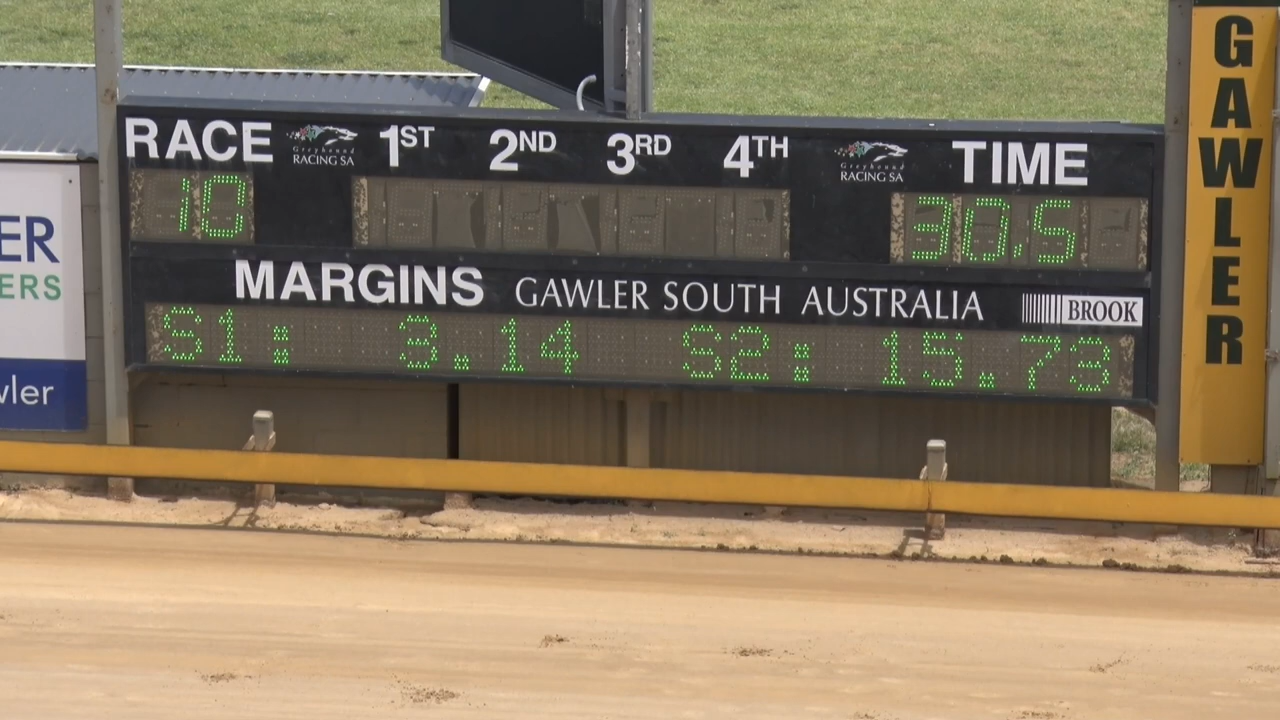 RACE Greyhound RACING SA 1ST 2ND 3RD 4TH Greyhound RACING SA TIME
10 30.5
MARGINS GAWLER SOUTH AUSTRALIA BROOK
S1: 3.14 S2: 15.73
GAWLER
ER
ERS
wler